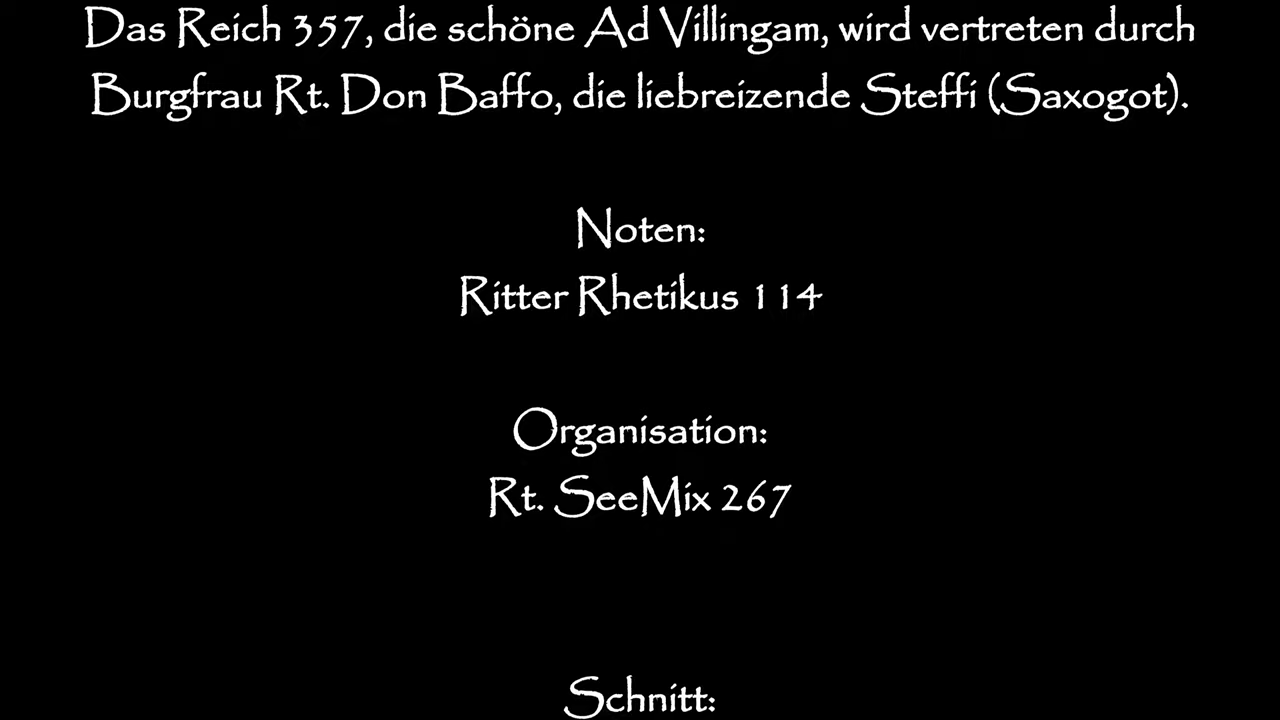 Das Reich 357, die schöne Ad Villingam, wird vertreten durch
Burgfrau Rt. Don Baffo, die liebreizende Steffi (Saxogot).
Noten:
Ritter Rhetikus 114
Organisation:
Rt. SeeMix 267
Schnitt: